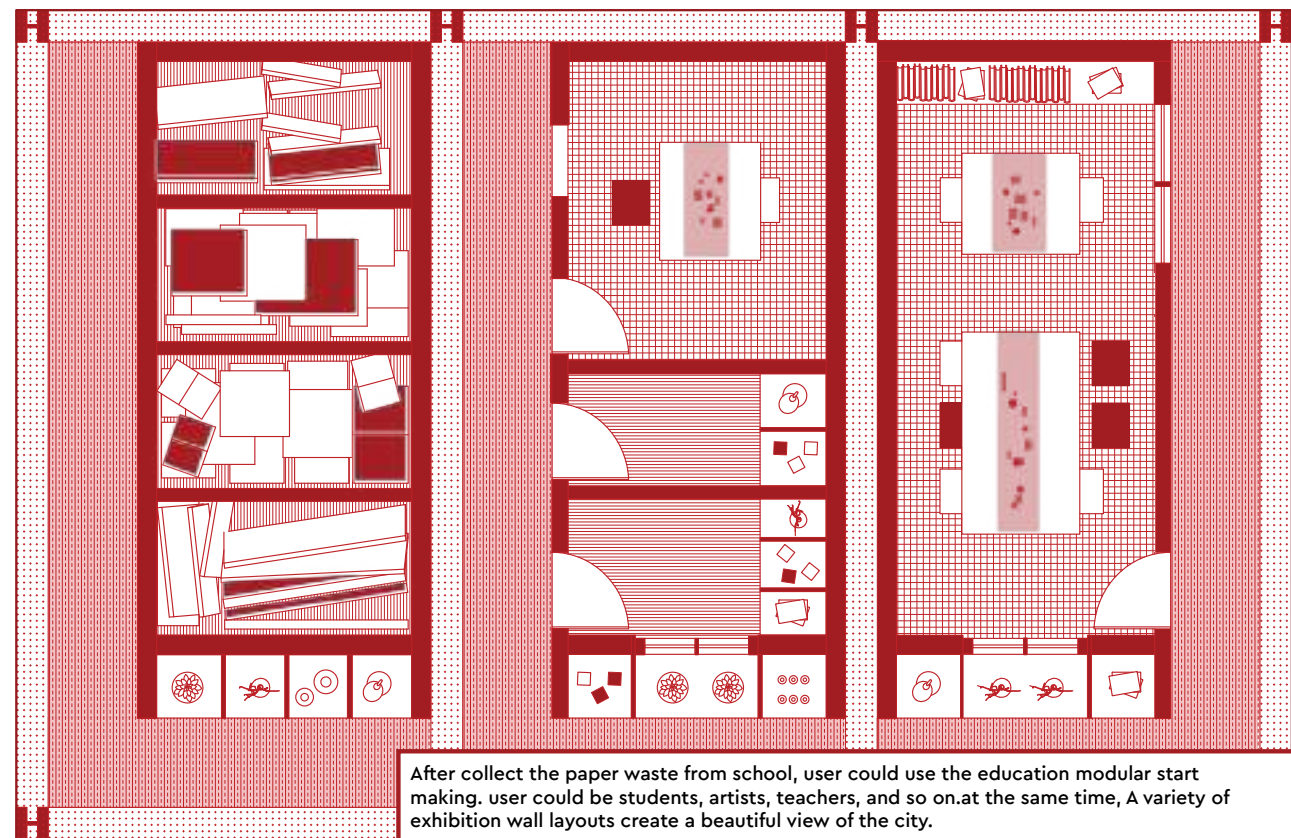 After collect the paper waste from school, user could use the education modular start
making. user could be students, artists, teachers, and so on.at the same time, A variety of
exhibition wall layouts create a beautiful view of the city.